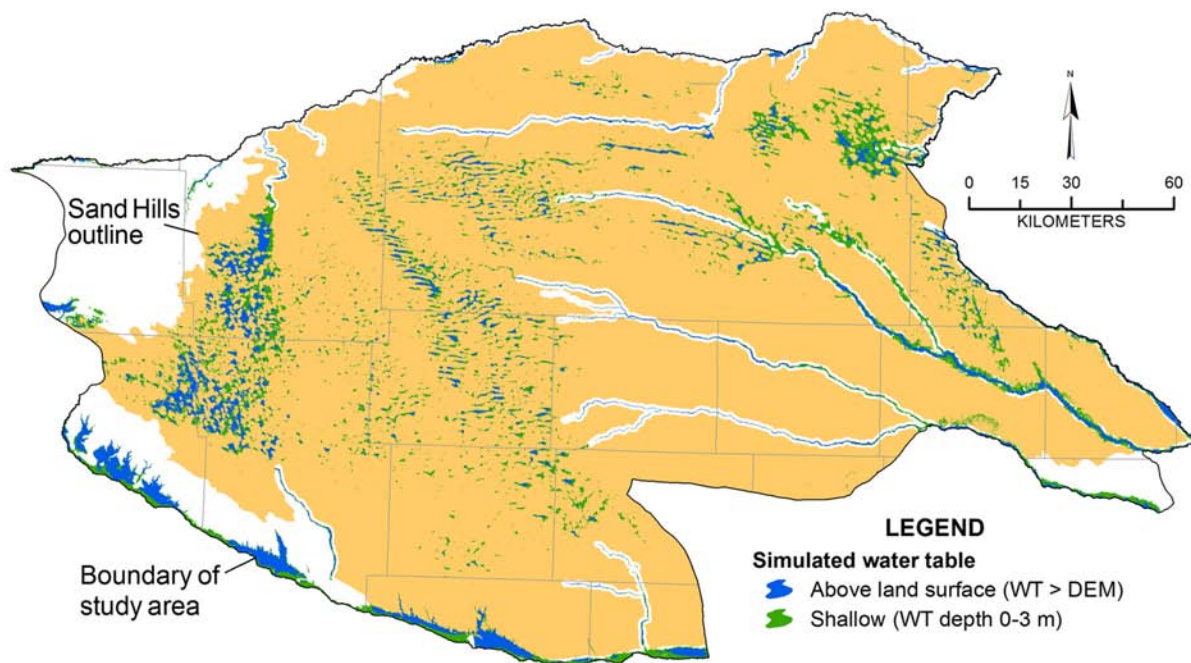 N
0 15 30 60
KILOMETERS
Sand Hills
outline
Boundary of
study area
LEGEND
Simulated water table
Above land surface (WT > DEM)
Shallow (WT depth 0-3 m)